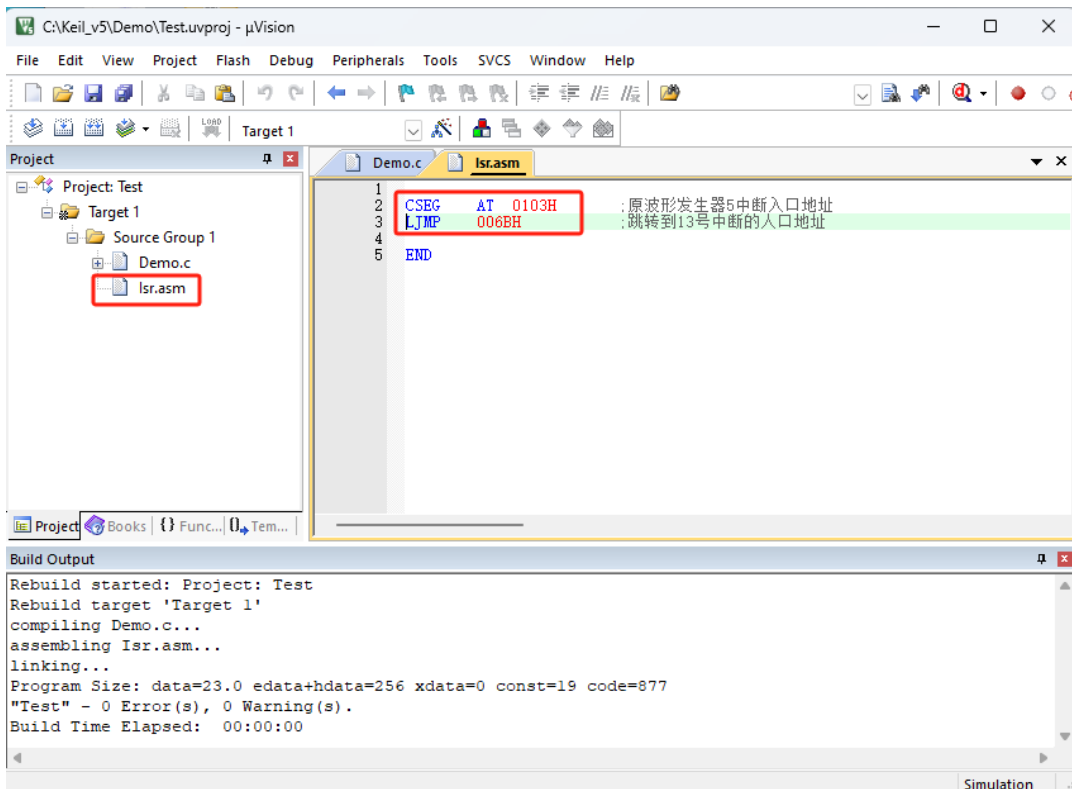 C:\Keil_v5\Demo\Test.uvproj - µVision
File Edit View Project Flash Debug Peripherals Tools SVCS Window Help
LOAD
Target 1
Project
Demo.c Isr.asm
Project: Test
Target 1
Source Group 1
Demo.c
Isr.asm
1
2 CSEG AT 0103H ;原波形发生器5中断入口地址
3 LJMP 006BH ;跳转到13号中断的人口地址
4
5 END
Project Books {} Func... Tem...
Build Output
Rebuild started: Project: Test
Rebuild target 'Target 1'
compiling Demo.c...
assembling Isr.asm...
linking...
Program Size: data=23.0 edata+hdata=256 xdata=0 const=19 code=877
"Test" - 0 Error(s), 0 Warning(s).
Build Time Elapsed: 00:00:00
Simulation